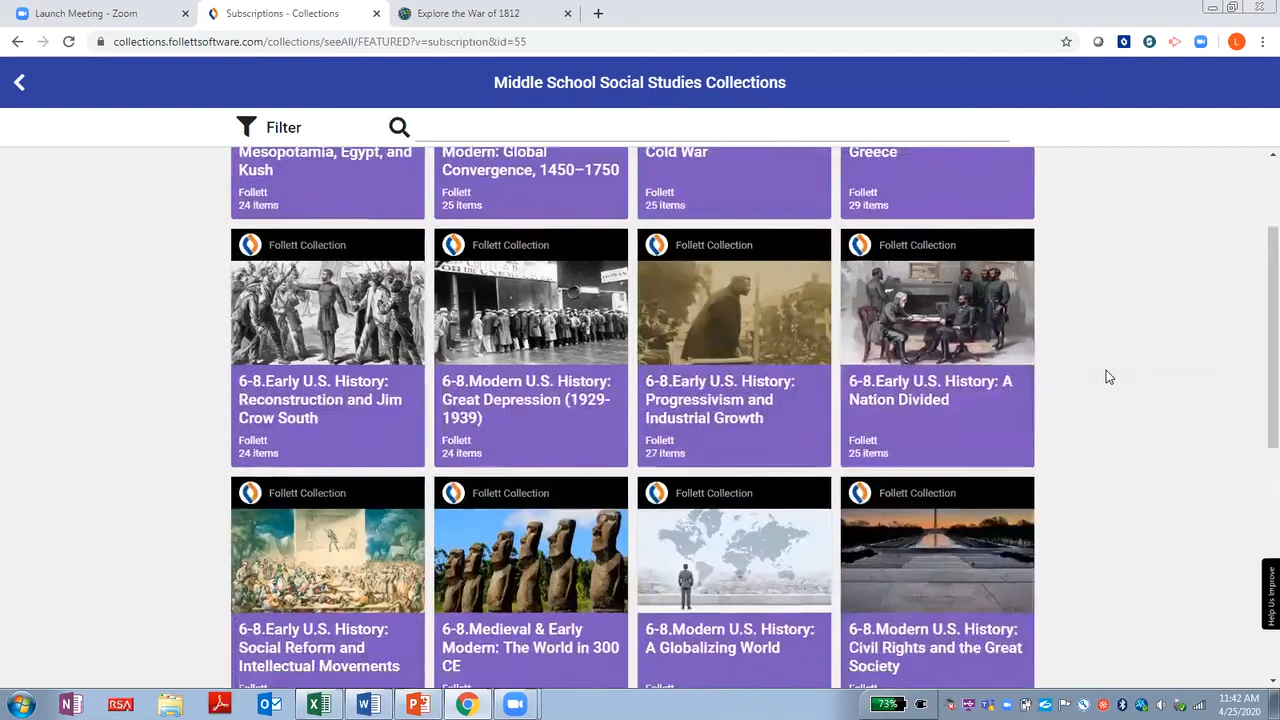 Launch Meeting - Zoom
Subscriptions - Collections
Explore the War of 1812
collections.follettsoftware.com/collections/seeAll/FEATURED?v=subscription&id=55
L
Middle School Social Studies Collections
Filter
Mesopotamia, Egypt, and
Kush
Follett
24 items
Modern: Global
Convergence, 1450–1750
Follett
25 items
Cold War
Follett
25 items
Greece
Follett
29 items
Follett Collection
6-8.Early U.S. History:
Reconstruction and Jim
Crow South
Follett
24 items
Follett Collection
6-8.Modern U.S. History:
Great Depression (1929-
1939)
Follett
24 items
Follett Collection
6-8.Early U.S. History:
Progressivism and
Industrial Growth
Follett
27 items
Follett Collection
6-8.Early U.S. History: A
Nation Divided
Follett
25 items
Follett Collection
6-8.Early U.S. History:
Social Reform and
Intellectual Movements
Follett Collection
6-8.Medieval & Early
Modern: The World in 300
CE
Follett Collection
6-8.Modern U.S. History:
A Globalizing World
Follett Collection
6-8.Modern U.S. History:
Civil Rights and the Great
Society
Help Us Improve
RSA
73%
11:42 AM
4/25/2020